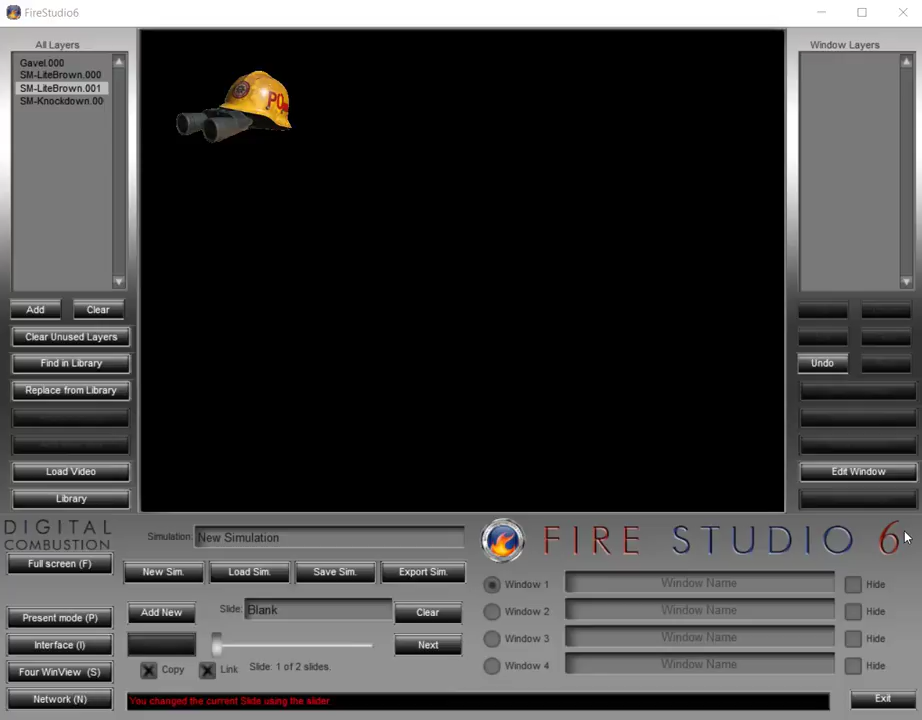 FireStudio6
All Layers
Gavel.000
SM-LiteBrown.000
SM-LiteBrown.001
SM-Knockdown.00
Add
Clear
Clear Unused Layers
Find in Library
Replace from Library
Load Video
Library
Window Layers
Undo
Edit Window
DIGITAL
COMBUSTION
Full screen (F)
Present mode (P)
Interface (I)
Four WinView (S)
Network (N)
Simulation: New Simulation
New Sim.
Load Sim.
Save Sim.
Export Sim.
Add New
Slide: Blank
Clear
Next
Copy
Link
Slide: 1 of 2 slides.
You changed the current Slide using the slider.
FIRE STUDIO 6
Window 1
Window Name
Hide
Window 2
Window Name
Hide
Window 3
Window Name
Hide
Window 4
Window Name
Hide
Exit